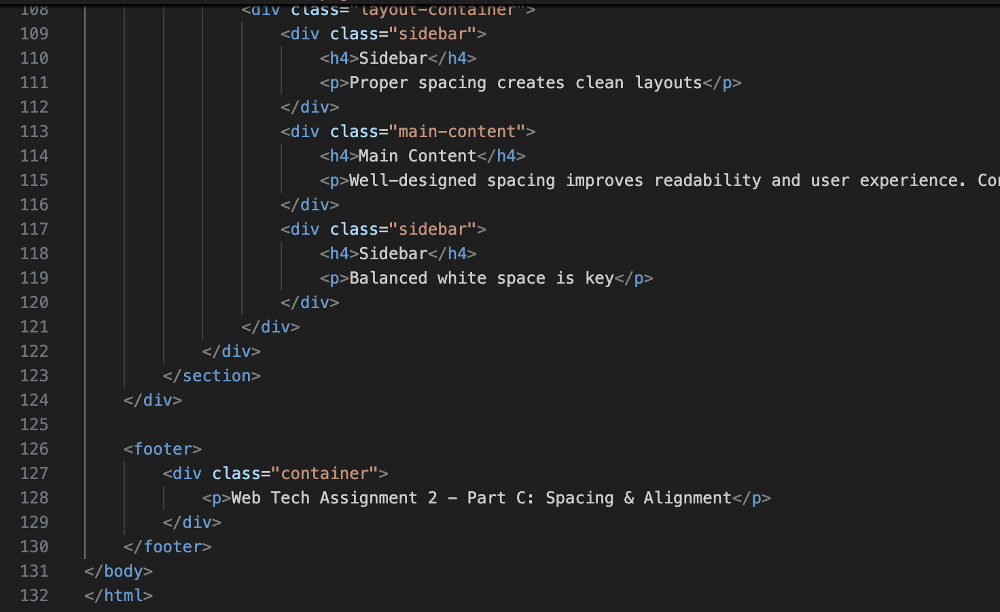 108 <div class="layout-container">
109 <div class="sidebar">
110 <h4>Sidebar</h4>
111 <p>Proper spacing creates clean layouts</p>
112 </div>
113 <div class="main-content">
114 <h4>Main Content</h4>
115 <p>Well-designed spacing improves readability and user experience.
116 </div>
117 <div class="sidebar">
118 <h4>Sidebar</h4>
119 <p>Balanced white space is key</p>
120 </div>
121 </div>
122 </div>
123 </section>
124 </div>
125
126 <footer>
127 <div class="container">
128 <p>Web Tech Assignment 2 - Part C: Spacing & Alignment</p>
129 </div>
130 </footer>
131 </body>
132 </html>